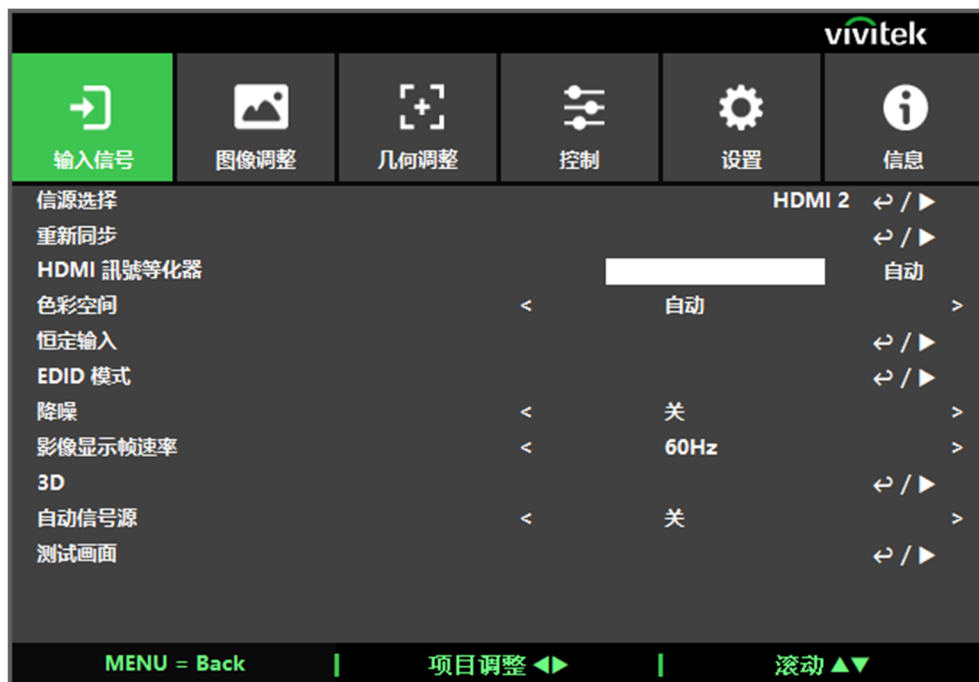 vivitek
输入信号 图像调整 几何调整 控制 设置 信息
信源选择 HDMI 2 /
重新同步 /
HDMI 訊號等化器 自动
色彩空间 < 自动 >
恒定输入 /
EDID 模式 /
降噪 < 关 >
影像显示帧速率 < 60Hz >
3D /
自动信号源 < 关 >
测试画面 /
MENU = Back | 项目调整 ◀▶ | 滚动 ▲▼